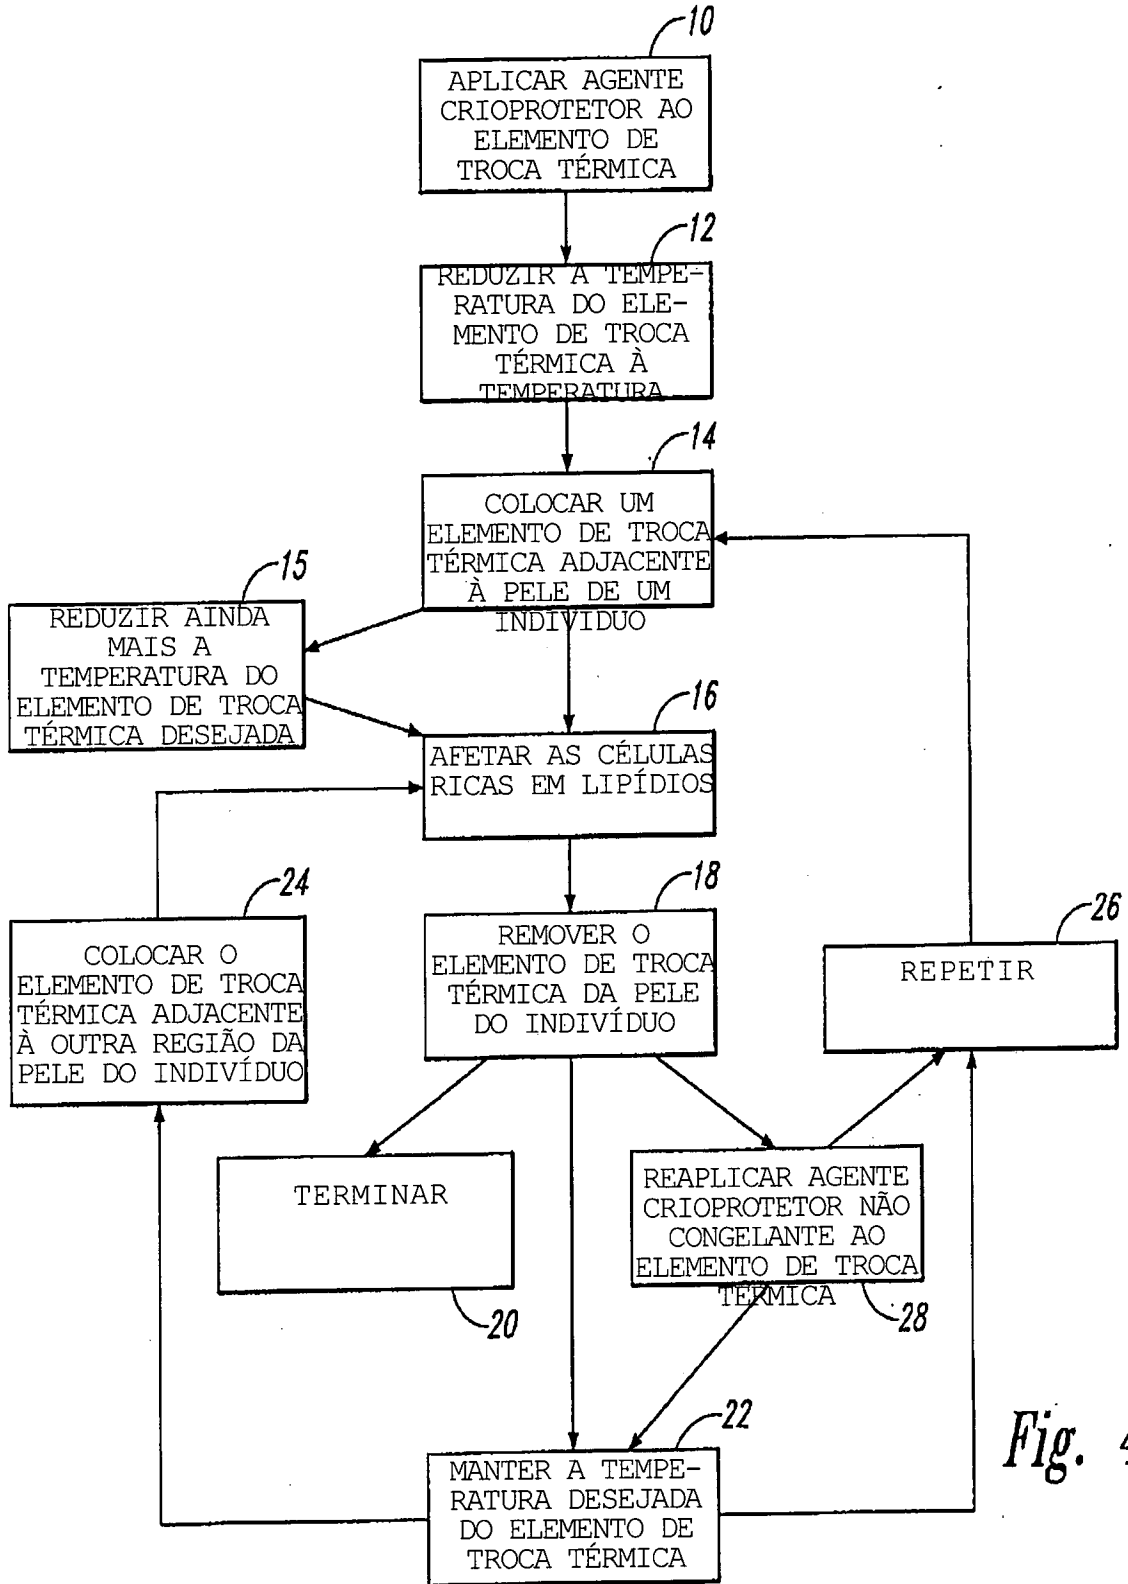 10
APLICAR AGENTE
CRIOPROTETOR AO
ELEMENTO DE
TROCA TÉRMICA
12
REDUZIR A TEMPE-
RATURA DO ELE-
MENTO DE TROCA
TÉRMICA À
TEMPERATURA
14
COLOCAR UM
ELEMENTO DE TROCA
TÉRMICA ADJACENTE
À PELE DE UM
INDIVIDUO
15
REDUZIR AINDA
MAIS A
TEMPERATURA DO
ELEMENTO DE TROCA
TÉRMICA DESEJADA
16
AFETAR AS CÉLULAS
RICAS EM LIPÍDIOS
18
REMOVER O
ELEMENTO DE TROCA
TÉRMICA DA PELE
DO INDIVÍDUO
24
COLOCAR O
ELEMENTO DE TROCA
TÉRMICA ADJACENTE
À OUTRA REGIÃO DA
PELE DO INDIVÍDUO
26
REPETIR
TERMINAR
20
REAPLICAR AGENTE
CRIOPROTETOR NÃO
CONGELANTE AO
ELEMENTO DE TROCA
TÉRMICA
28
22
MANTER A TEMPE-
RATURA DESEJADA
DO ELEMENTO DE
TROCA TÉRMICA
Fig. 4